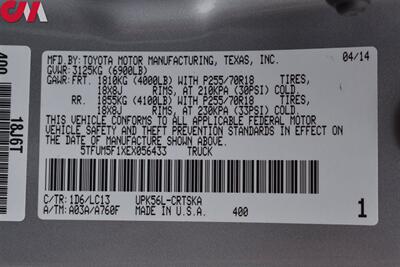 CM
MFD.BY: TOYOTA MOTOR MANUFACTURING, TEXAS, INC. 04/14
GVWR: 3125KG (6900LB)
GAWR: FRT. 1810KG (4000LB) WITH P255/70R18 TIRES,
18X8J RIMS, AT 210KPA (30PSI) COLD.
RR. 1855KG (4100LB) WITH P255/70R18 TIRES,
18X8J RIMS, AT 230KPA (33PSI) COLD.
THIS VEHICLE CONFORMS TO ALL APPLICABLE FEDERAL MOTOR
VEHICLE SAFETY AND THEFT PREVENTION STANDARDS IN EFFECT ON
THE DATE OF MANUFACTURE SHOWN ABOVE.
5TFUM5F1XEX056433 TRUCK
C/TR: 1D6/LC13 UPK56L-CRTSKA
A/TM: A03A/A760F MADE IN U.S.A. 400 1
400
18J6T